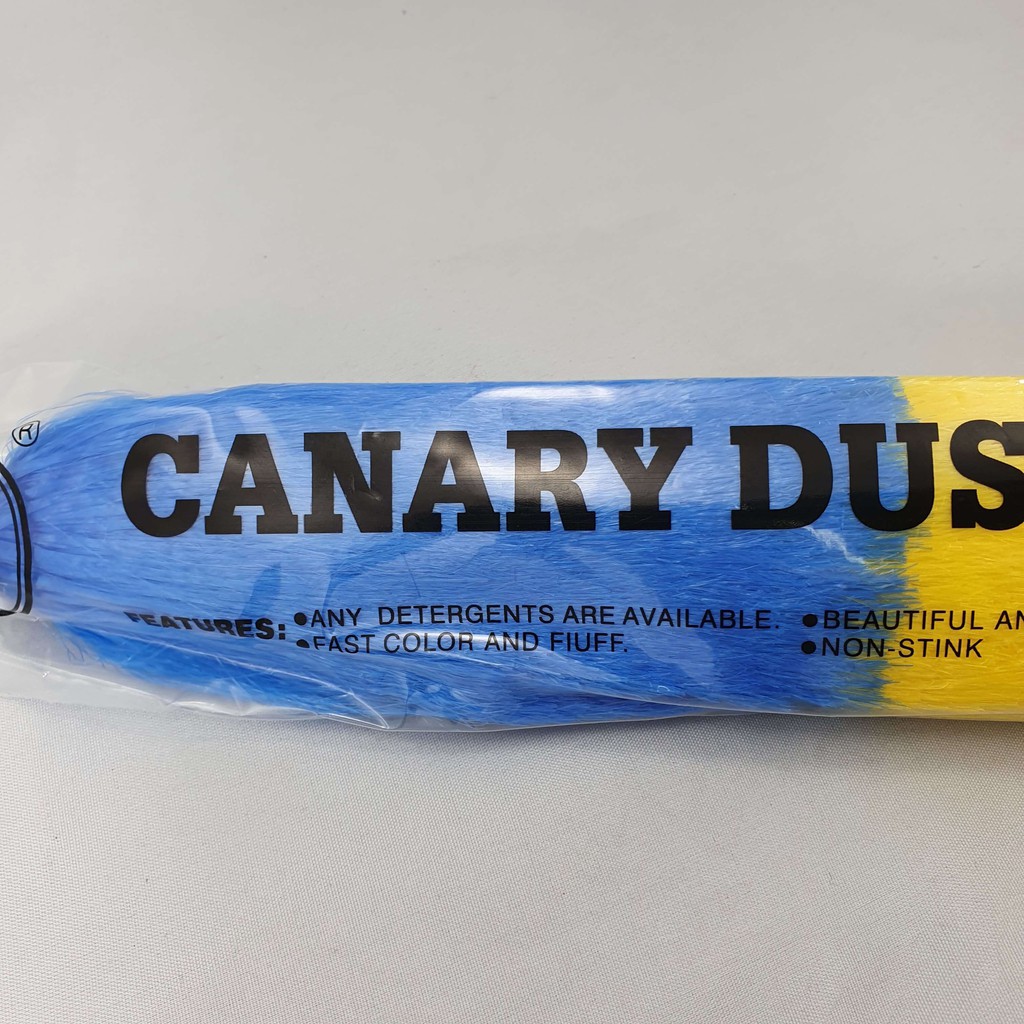 ®
CANARY DUS
FEATURES: ●ANY DETERGENTS ARE AVAILABLE. ●BEAUTIFUL AN
●FAST COLOR AND FIUFF. ●NON-STINK